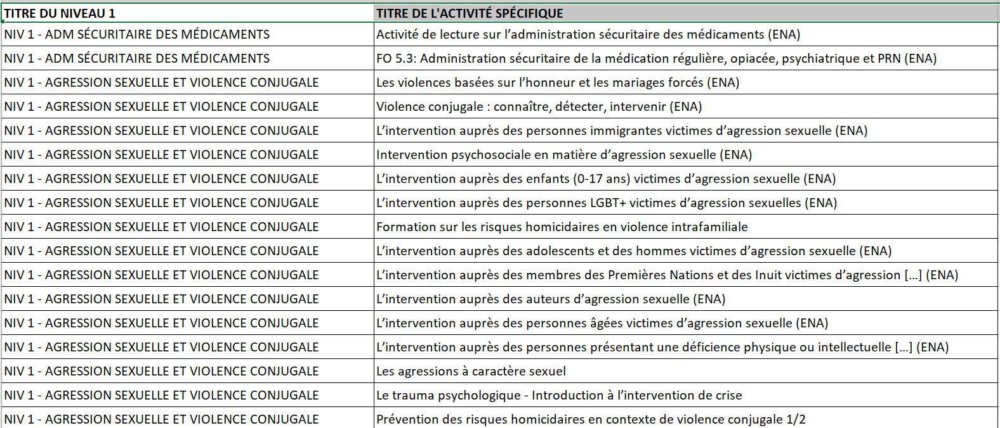 TITRE DU NIVEAU 1 TITRE DE L'ACTIVITÉ SPÉCIFIQUE
NIV 1 - ADM SÉCURITAIRE DES MÉDICAMENTS Activité de lecture sur l’administration sécuritaire des médicaments (ENA)
NIV 1 - ADM SÉCURITAIRE DES MÉDICAMENTS FO 5.3: Administration sécuritaire de la médication régulière, opiacée, psychiatrique et PRN (ENA)
NIV 1 - AGRESSION SEXUELLE ET VIOLENCE CONJUGALE Les violences basées sur l’honneur et les mariages forcés (ENA)
NIV 1 - AGRESSION SEXUELLE ET VIOLENCE CONJUGALE Violence conjugale : connaître, détecter, intervenir (ENA)
NIV 1 - AGRESSION SEXUELLE ET VIOLENCE CONJUGALE L’intervention auprès des personnes immigrantes victimes d’agression sexuelle (ENA)
NIV 1 - AGRESSION SEXUELLE ET VIOLENCE CONJUGALE Intervention psychosociale en matière d’agression sexuelle (ENA)
NIV 1 - AGRESSION SEXUELLE ET VIOLENCE CONJUGALE L’intervention auprès des enfants (0-17 ans) victimes d’agression sexuelle (ENA)
NIV 1 - AGRESSION SEXUELLE ET VIOLENCE CONJUGALE L’intervention auprès des personnes LGBT+ victimes d’agression sexuelles (ENA)
NIV 1 - AGRESSION SEXUELLE ET VIOLENCE CONJUGALE Formation sur les risques homicidaires en violence intrafamiliale
NIV 1 - AGRESSION SEXUELLE ET VIOLENCE CONJUGALE L’intervention auprès des adolescents et des hommes victimes d’agression sexuelle (ENA)
NIV 1 - AGRESSION SEXUELLE ET VIOLENCE CONJUGALE L’intervention auprès des membres des Premières Nations et des Inuit victimes d’agression [...] (ENA)
NIV 1 - AGRESSION SEXUELLE ET VIOLENCE CONJUGALE L’intervention auprès des auteurs d’agression sexuelle (ENA)
NIV 1 - AGRESSION SEXUELLE ET VIOLENCE CONJUGALE L’intervention auprès des personnes âgées victimes d’agression sexuelle (ENA)
NIV 1 - AGRESSION SEXUELLE ET VIOLENCE CONJUGALE L’intervention auprès des personnes présentant une déficience physique ou intellectuelle [...] (ENA)
NIV 1 - AGRESSION SEXUELLE ET VIOLENCE CONJUGALE Les agressions à caractère sexuel
NIV 1 - AGRESSION SEXUELLE ET VIOLENCE CONJUGALE Le trauma psychologique - Introduction à l’intervention de crise
NIV 1 - AGRESSION SEXUELLE ET VIOLENCE CONJUGALE Prévention des risques homicidaires en contexte de violence conjugale 1/2